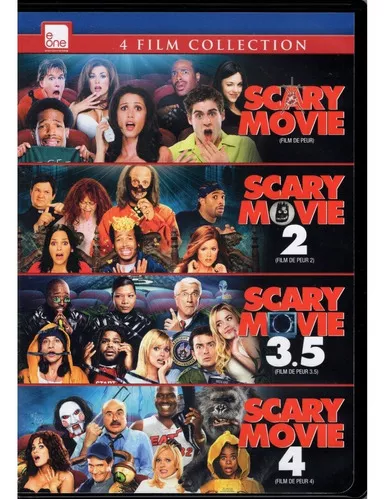 e
one
4 FILM COLLECTION
SCARY
MOVIE
(FILM DE PEUR)
SCARY
MOVIE
2
(FILM DE PEUR 2)
SCARY
MOVIE
3.5
(FILM DE PEUR 3.5)
SCARY
MOVIE
4
(FILM DE PEUR 4)